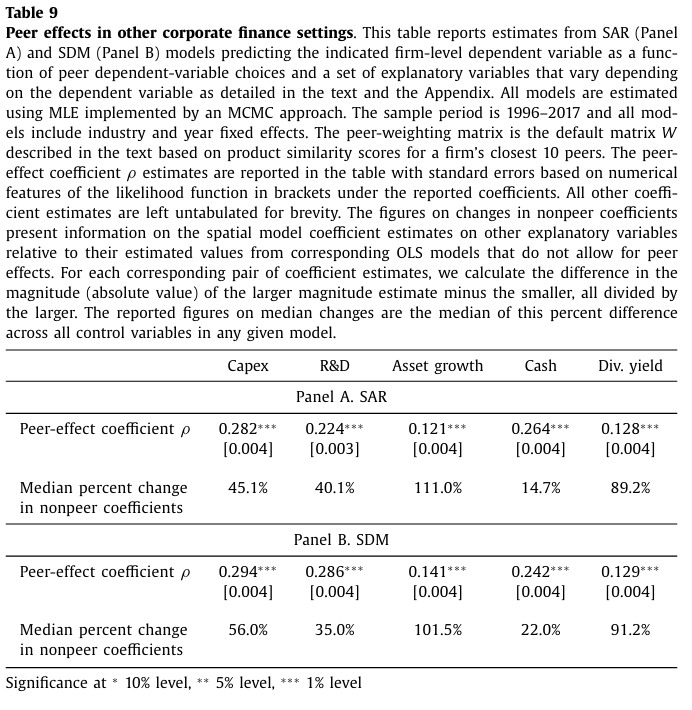 Table 9
Peer effects in other corporate finance settings. This table reports estimates from SAR (Panel
A) and SDM (Panel B) models predicting the indicated firm-level dependent variable as a func-
tion of peer dependent-variable choices and a set of explanatory variables that vary depending
on the dependent variable as detailed in the text and the Appendix. All models are estimated
using MLE implemented by an MCMC approach. The sample period is 1996–2017 and all mod-
els include industry and year fixed effects. The peer-weighting matrix is the default matrix W
described in the text based on product similarity scores for a firm's closest 10 peers. The peer-
effect coefficient ρ estimates are reported in the table with standard errors based on numerical
features of the likelihood function in brackets under the reported coefficients. All other coeffi-
cient estimates are left untabulated for brevity. The figures on changes in nonpeer coefficients
present information on the spatial model coefficient estimates on other explanatory variables
relative to their estimated values from corresponding OLS models that do not allow for peer
effects. For each corresponding pair of coefficient estimates, we calculate the difference in the
magnitude (absolute value) of the larger magnitude estimate minus the smaller, all divided by
the larger. The reported figures on median changes are the median of this percent difference
across all control variables in any given model.
Capex R&D Asset growth Cash Div. yield
Panel A. SAR
Peer-effect coefficient ρ 0.282*** 0.224*** 0.121*** 0.264*** 0.128***
[0.004] [0.003] [0.004] [0.004] [0.004]
Median percent change 45.1% 40.1% 111.0% 14.7% 89.2%
in nonpeer coefficients
Panel B. SDM
Peer-effect coefficient ρ 0.294*** 0.286*** 0.141*** 0.242*** 0.129***
[0.004] [0.004] [0.004] [0.004] [0.004]
Median percent change 56.0% 35.0% 101.5% 22.0% 91.2%
in nonpeer coefficients
Significance at * 10% level, ** 5% level, *** 1% level